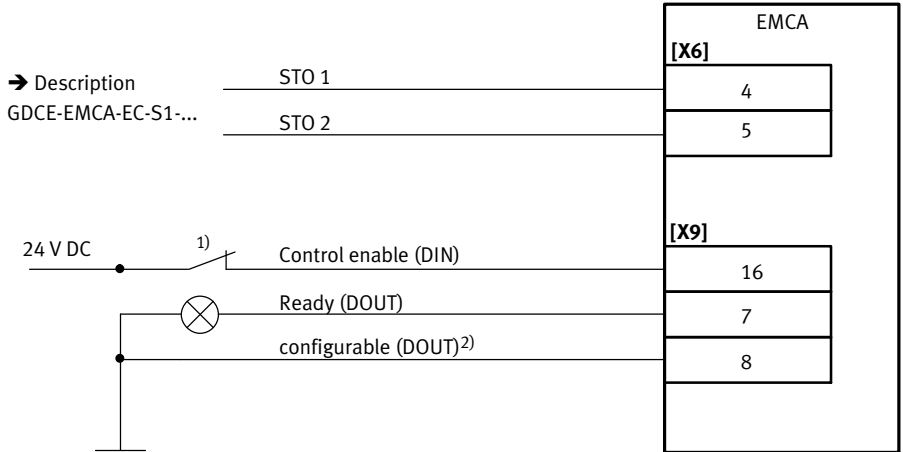 EMCA
[X6]
➔ Description
GDCE-EMCA-EC-S1-...
STO 1
4
STO 2
5
[X9]
24 V DC
1)
Control enable (DIN)
16
Ready (DOUT)
7
configurable (DOUT)2)
8